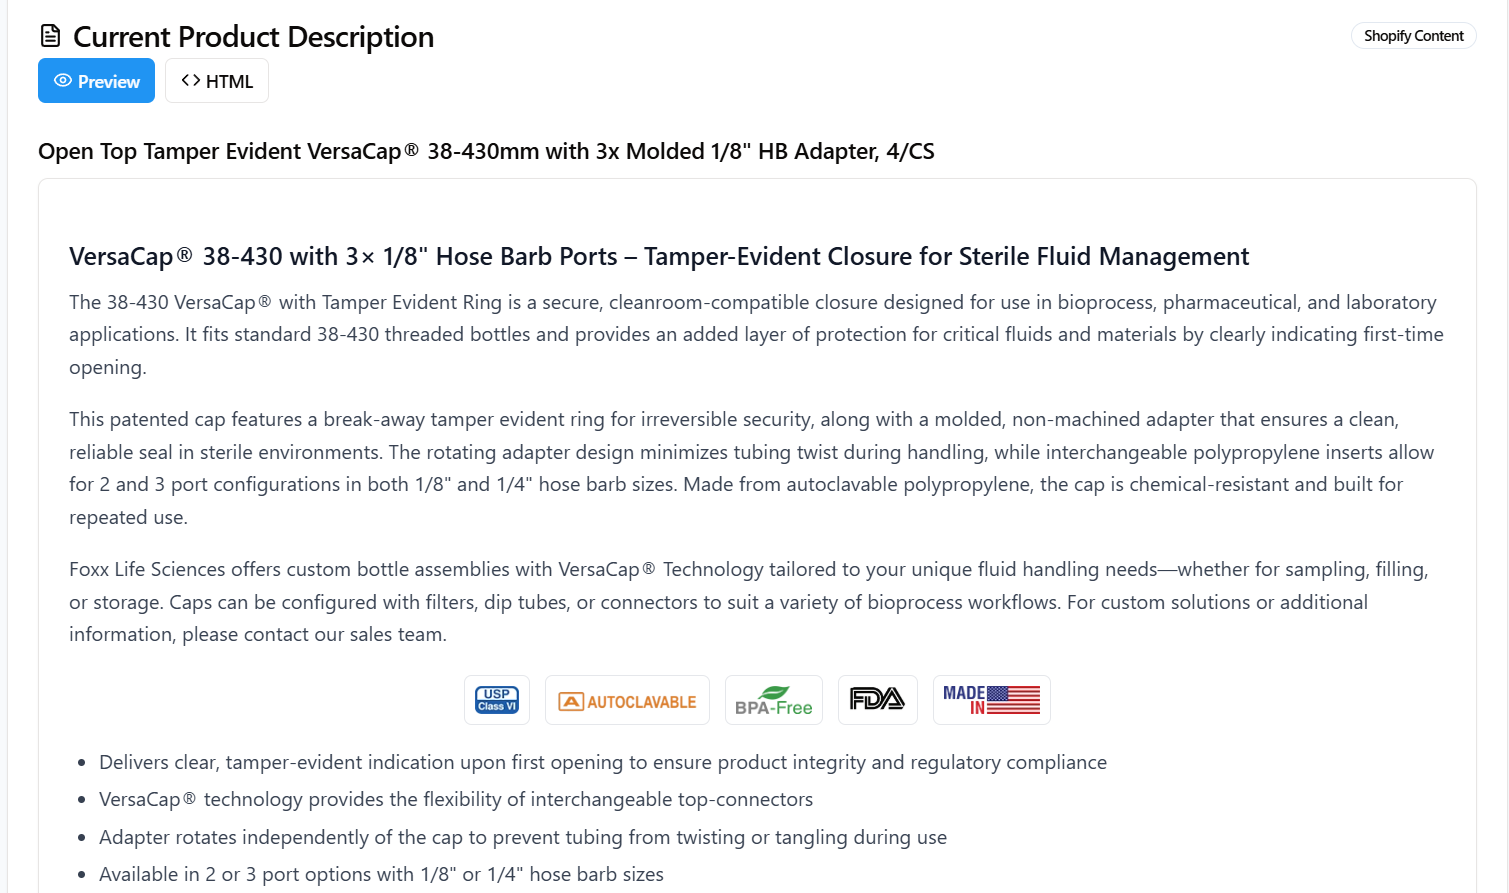 Current Product Description
Shopify Content
Preview
<> HTML
Open Top Tamper Evident VersaCap® 38-430mm with 3x Molded 1/8" HB Adapter, 4/CS
VersaCap® 38-430 with 3× 1/8" Hose Barb Ports – Tamper-Evident Closure for Sterile Fluid Management
The 38-430 VersaCap® with Tamper Evident Ring is a secure, cleanroom-compatible closure designed for use in bioprocess, pharmaceutical, and laboratory
applications. It fits standard 38-430 threaded bottles and provides an added layer of protection for critical fluids and materials by clearly indicating first-time
opening.
This patented cap features a break-away tamper evident ring for irreversible security, along with a molded, non-machined adapter that ensures a clean,
reliable seal in sterile environments. The rotating adapter design minimizes tubing twist during handling, while interchangeable polypropylene inserts allow
for 2 and 3 port configurations in both 1/8" and 1/4" hose barb sizes. Made from autoclavable polypropylene, the cap is chemical-resistant and built for
repeated use.
Foxx Life Sciences offers custom bottle assemblies with VersaCap® Technology tailored to your unique fluid handling needs—whether for sampling, filling,
or storage. Caps can be configured with filters, dip tubes, or connectors to suit a variety of bioprocess workflows. For custom solutions or additional
information, please contact our sales team.
USP
Class VI
A AUTOCLAVABLE
BPA-Free
FDA
MADE
IN
• Delivers clear, tamper-evident indication upon first opening to ensure product integrity and regulatory compliance
• VersaCap® technology provides the flexibility of interchangeable top-connectors
• Adapter rotates independently of the cap to prevent tubing from twisting or tangling during use
• Available in 2 or 3 port options with 1/8" or 1/4" hose barb sizes